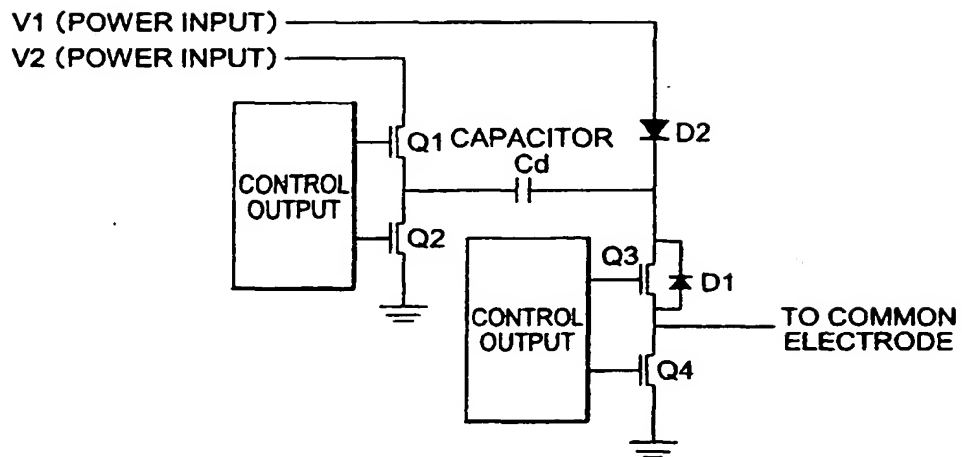 V1 (POWER INPUT)
V2 (POWER INPUT)
Q1
CAPACITOR
Cd
D2
CONTROL
OUTPUT
Q2
Q3
D1
CONTROL
OUTPUT
TO COMMON
ELECTRODE
Q4